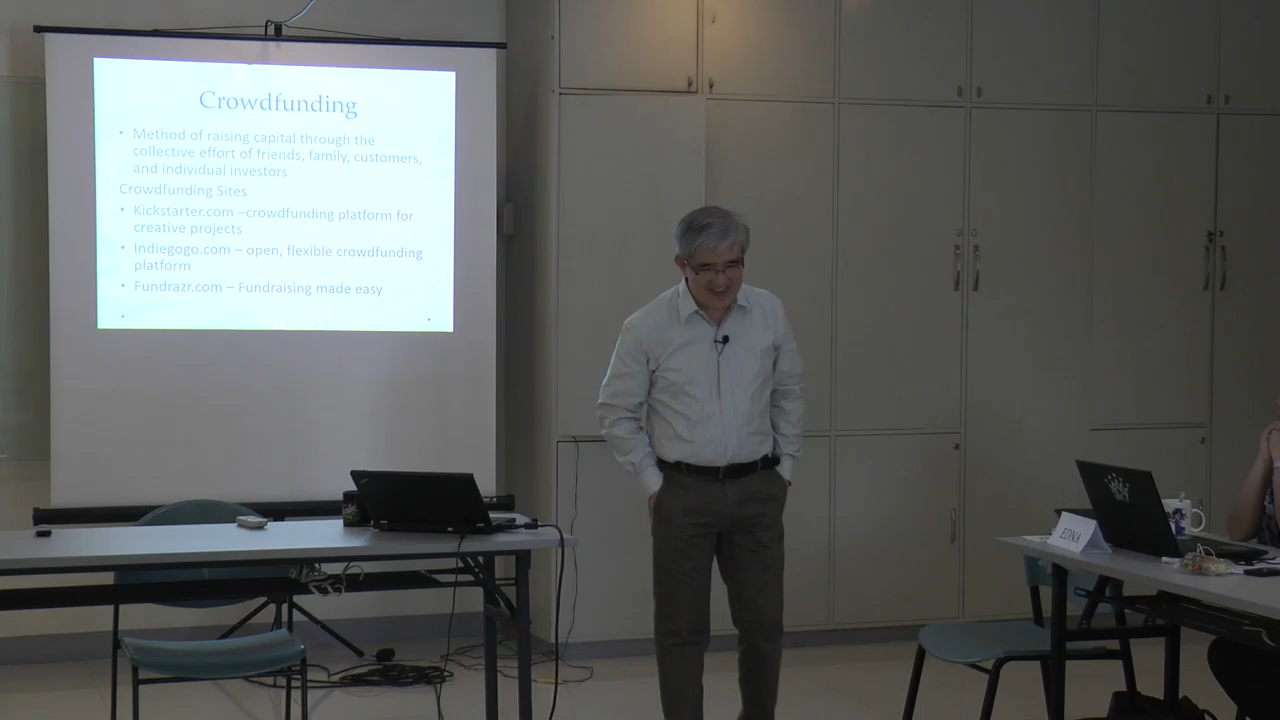 Crowdfunding
• Method of raising capital through the
collective effort of friends, family, customers,
and individual investors
Crowdfunding Sites
• Kickstarter.com –crowdfunding platform for
creative projects
• Indiegogo.com – open, flexible crowdfunding
platform
• Fundrazr.com – Fundraising made easy
EDNA